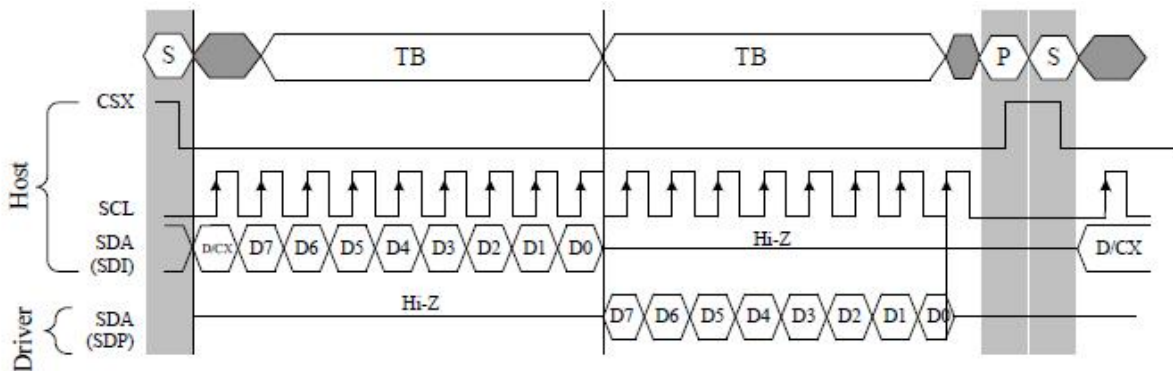 S TB TB P S
CSX
SCL
D/CX D7 D6 D5 D4 D3 D2 D1 D0 Hi-Z D/CX
SDA
(SDI)
Host
Hi-Z
SDA
(SDP)
D7 D6 D5 D4 D3 D2 D1 D0
Driver